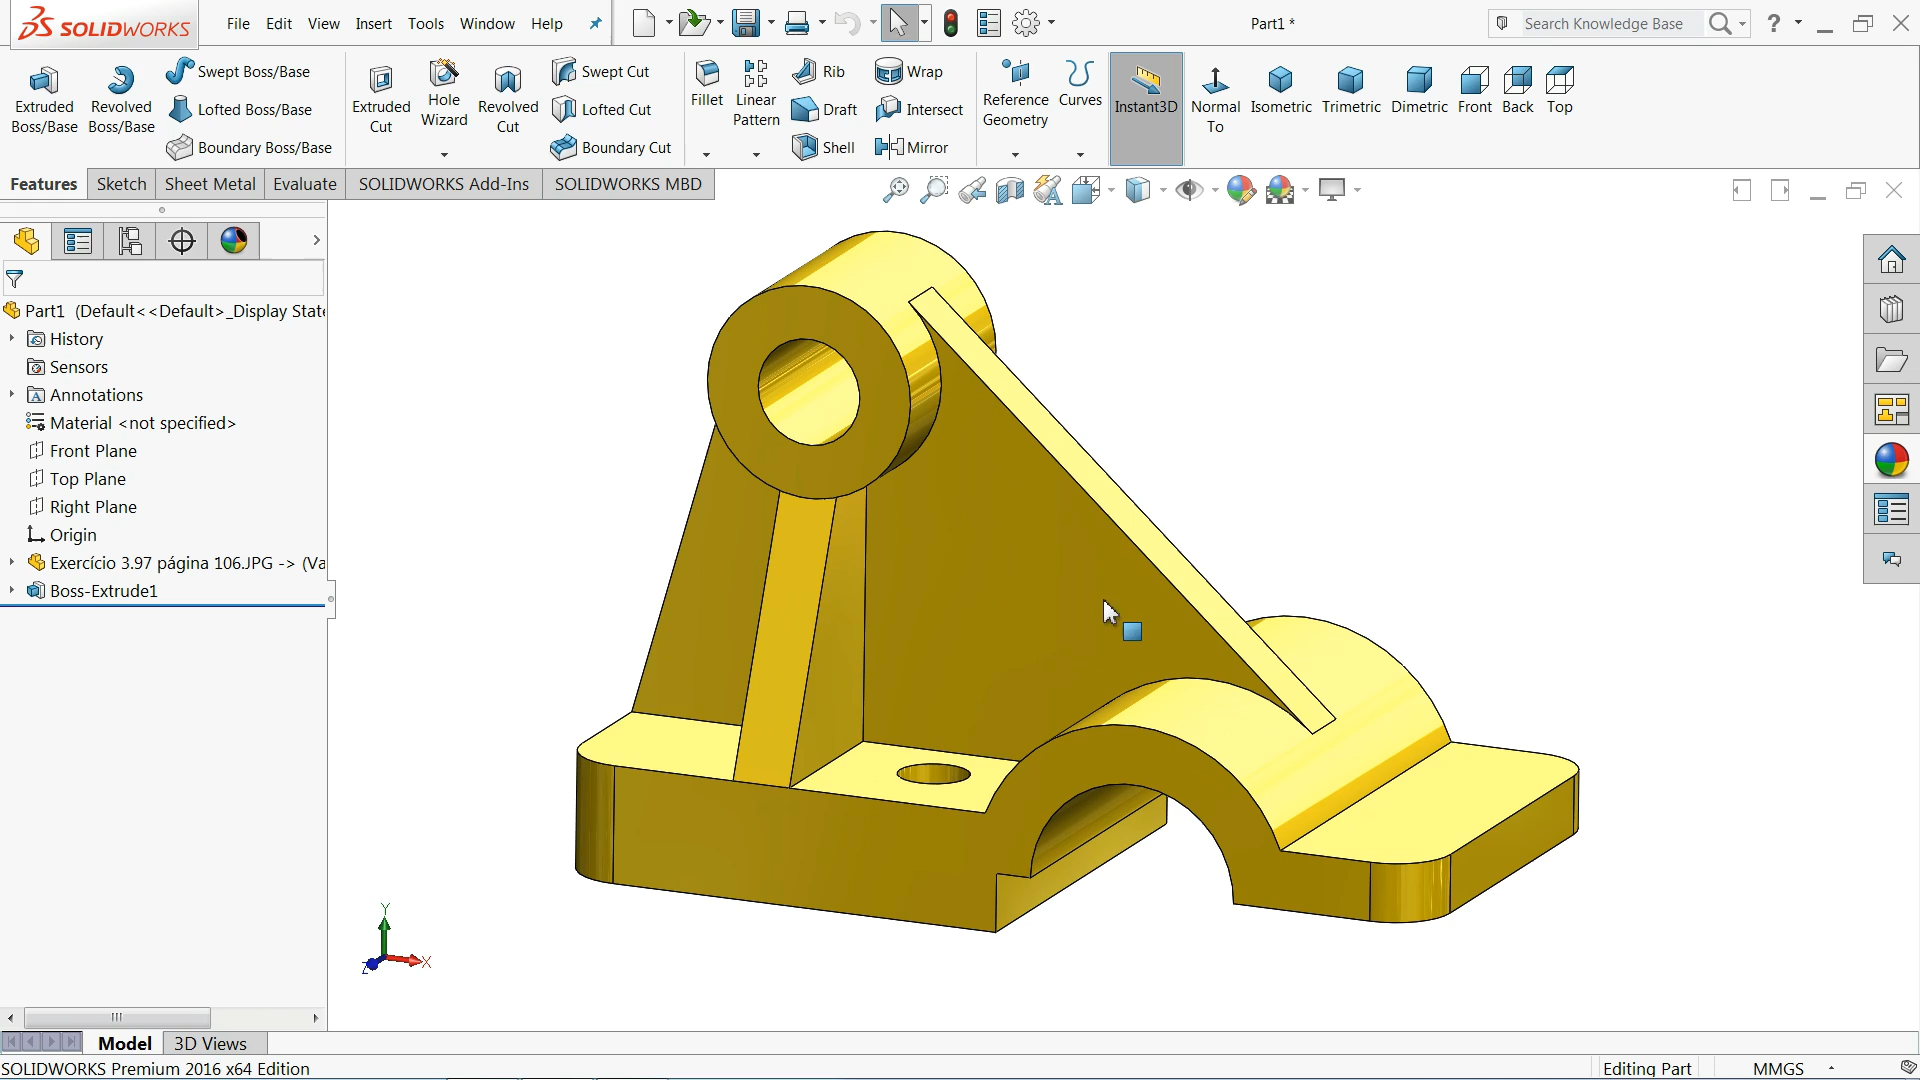 SOLIDWORKS File Edit View Insert Tools Window Help Part1 * Search Knowledge Base ?
Extruded Boss/Base
Revolved Boss/Base
Swept Boss/Base
Lofted Boss/Base
Boundary Boss/Base
Extruded Cut
Hole Wizard
Revolved Cut
Swept Cut
Lofted Cut
Boundary Cut
Fillet
Linear Pattern
Rib
Draft
Shell
Wrap
Intersect
Mirror
Reference Geometry
Curves
Instant3D
Normal To
Isometric
Trimetric
Dimetric
Front
Back
Top
Features Sketch Sheet Metal Evaluate SOLIDWORKS Add-Ins SOLIDWORKS MBD
Part1 (Default<<Default>_Display State
History
Sensors
Annotations
Material <not specified>
Front Plane
Top Plane
Right Plane
Origin
Exercício 3.97 página 106.JPG -> (Va
Boss-Extrude1
Y
X
Z
Model 3D Views
SOLIDWORKS Premium 2016 x64 Edition Editing Part MMGS